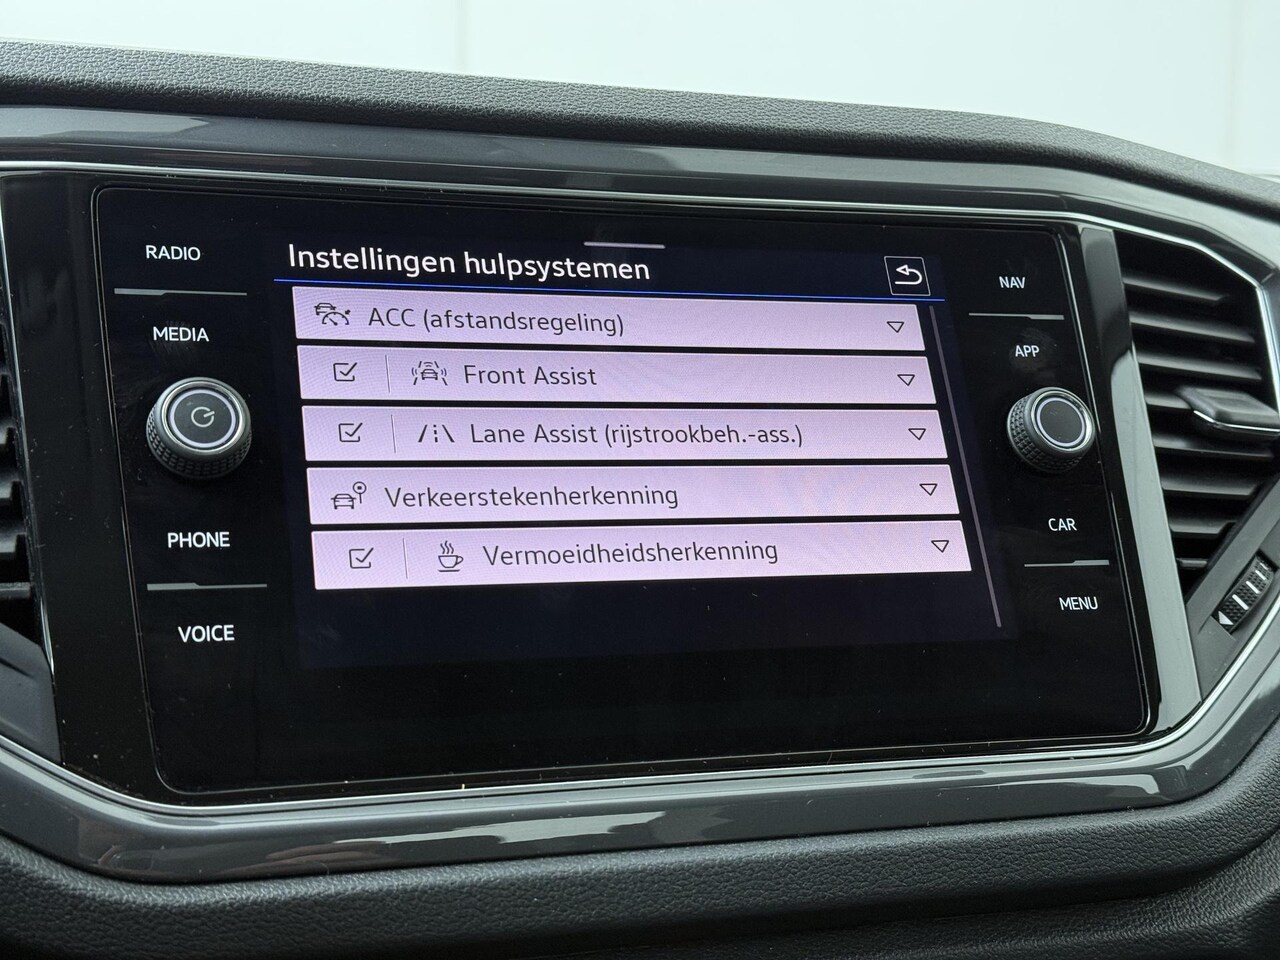 RADIO
MEDIA
PHONE
VOICE
Instellingen hulpsystemen
ACC (afstandsregeling)
Front Assist
Lane Assist (rijstrookbeh.-ass.)
Verkeerstekenherkenning
Vermoeidheidsherkenning
NAV
APP
CAR
MENU